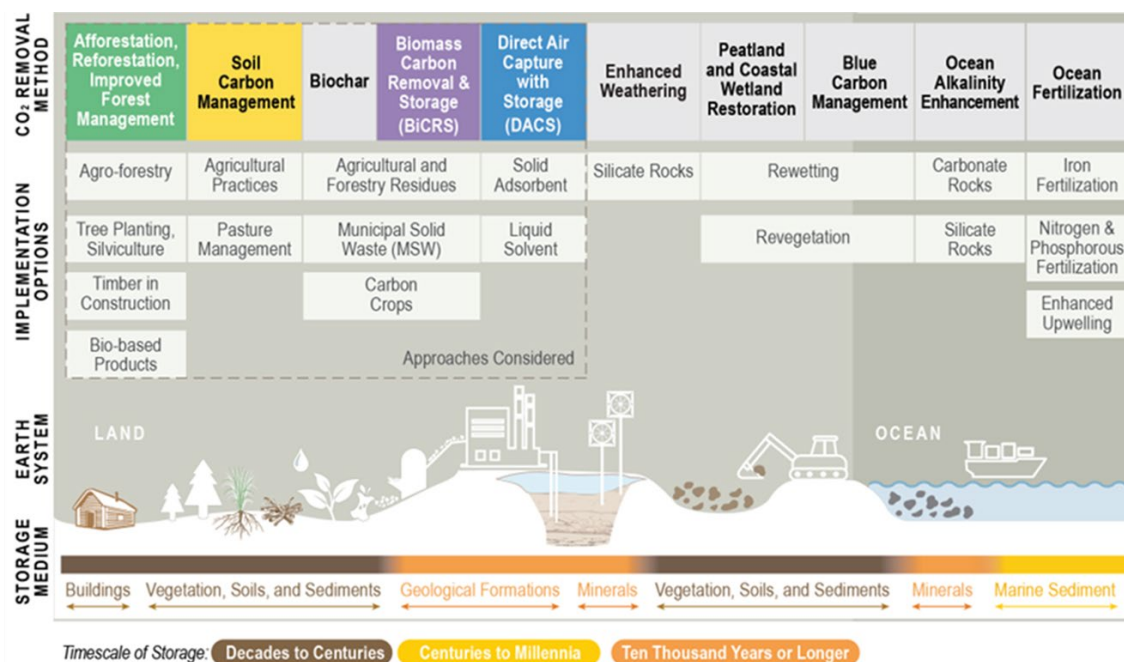 CO₂ REMOVAL
METHOD
Afforestation,
Reforestation,
Improved
Forest
Management
Soil
Carbon
Management
Biochar
Biomass
Carbon
Removal &
Storage
(BiCRS)
Direct Air
Capture
with
Storage
(DACS)
Enhanced
Weathering
Peatland
and Coastal
Wetland
Restoration
Blue
Carbon
Management
Ocean
Alkalinity
Enhancement
Ocean
Fertilization
IMPLEMENTATION
OPTIONS
Agro-forestry
Agricultural
Practices
Agricultural and
Forestry Residues
Solid
Adsorbent
Silicate Rocks
Rewetting
Carbonate
Rocks
Iron
Fertilization
Tree Planting,
Silviculture
Pasture
Management
Municipal Solid
Waste (MSW)
Liquid
Solvent
Revegetation
Silicate
Rocks
Nitrogen &
Phosphorous
Fertilization
Timber in
Construction
Carbon
Crops
Enhanced
Upwelling
Bio-based
Products
Approaches Considered
EARTH
SYSTEM
LAND
OCEAN
STORAGE
MEDIUM
Buildings
Vegetation, Soils, and Sediments
Geological Formations
Minerals
Vegetation, Soils, and Sediments
Minerals
Marine Sediment
Timescale of Storage:
Decades to Centuries
Centuries to Millennia
Ten Thousand Years or Longer